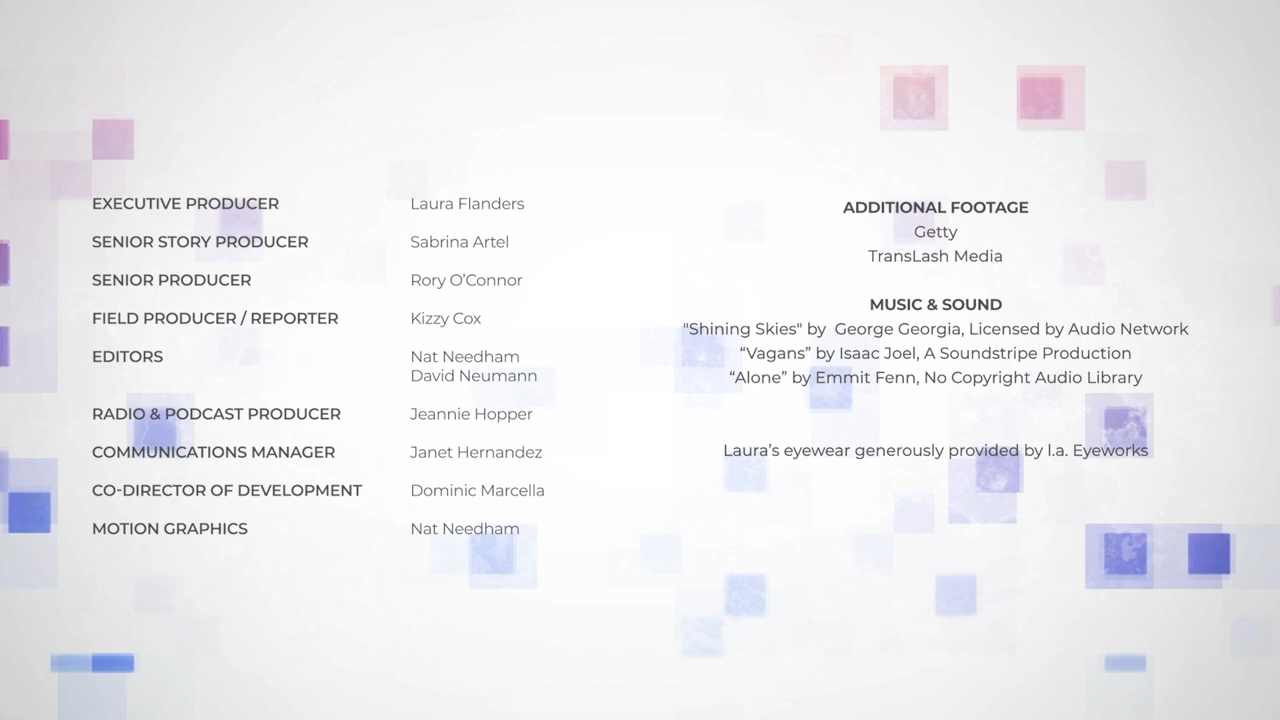 EXECUTIVE PRODUCER Laura Flanders
SENIOR STORY PRODUCER Sabrina Artel
SENIOR PRODUCER Rory O’Connor
FIELD PRODUCER / REPORTER Kizzy Cox
EDITORS Nat Needham
David Neumann
RADIO & PODCAST PRODUCER Jeannie Hopper
COMMUNICATIONS MANAGER Janet Hernandez
CO-DIRECTOR OF DEVELOPMENT Dominic Marcella
MOTION GRAPHICS Nat Needham
ADDITIONAL FOOTAGE
Getty
TransLash Media
MUSIC & SOUND
"Shining Skies" by George Georgia, Licensed by Audio Network
“Vagans” by Isaac Joel, A Soundstripe Production
“Alone” by Emmit Fenn, No Copyright Audio Library
Laura’s eyewear generously provided by l.a. Eyeworks